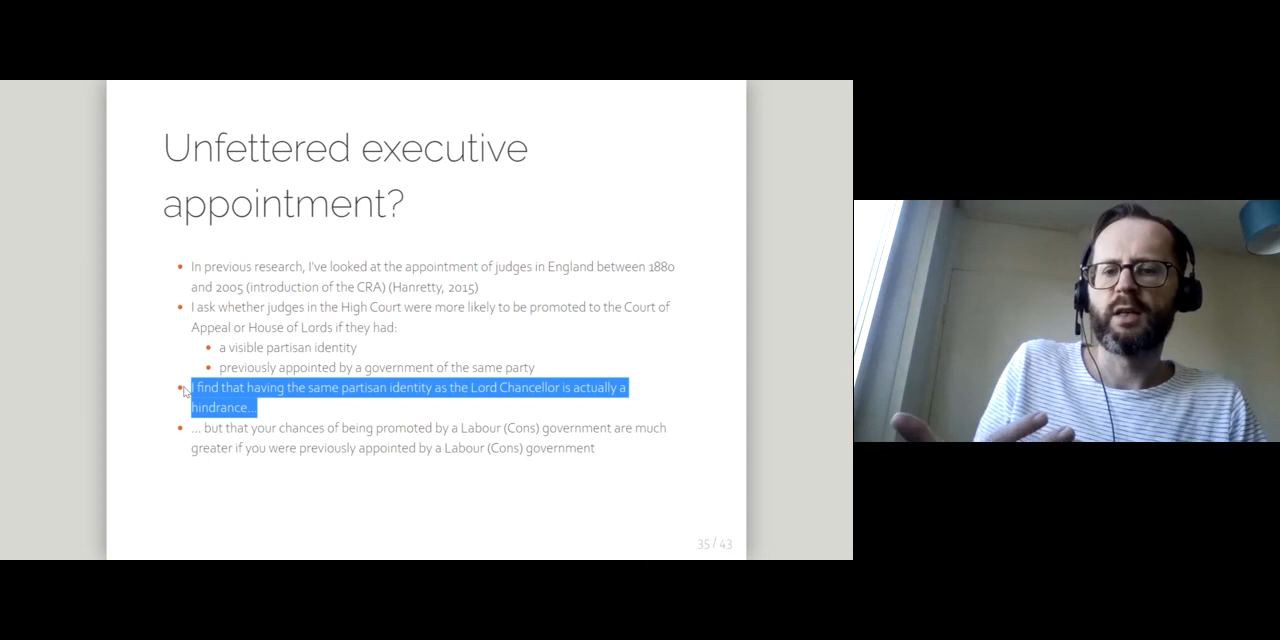 Unfettered executive
appointment?
In previous research, I've looked at the appointment of judges in England between 1880
and 2005 (introduction of the CRA) (Hanretty, 2015)
I ask whether judges in the High Court were more likely to be promoted to the Court of
Appeal or House of Lords if they had:
a visible partisan identity
previously appointed by a government of the same party
I find that having the same partisan identity as the Lord Chancellor is actually a
hindrance...
... but that your chances of being promoted by a Labour (Cons) government are much
greater if you were previously appointed by a Labour (Cons) government
35 / 43